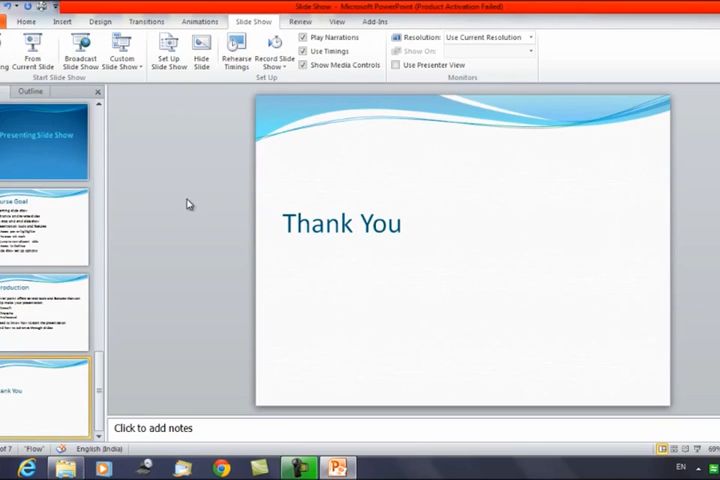 Slide Show - Microsoft PowerPoint (Product Activation Failed)
Home Insert Design Transitions Animations Slide Show Review View Add-Ins
From Current Slide
Broadcast Slide Show
Custom Slide Show
Set Up Slide Show
Hide Slide
Rehearse Timings
Record Slide Show
Play Narrations
Use Timings
Show Media Controls
Resolution: Use Current Resolution
Show On:
Use Presenter View
Start Slide Show
Set Up
Monitors
Outline
Presenting Slide Show
Goal
Thank You
Thank You
Click to add notes
of 7 "Flow" English (India)
69%
EN